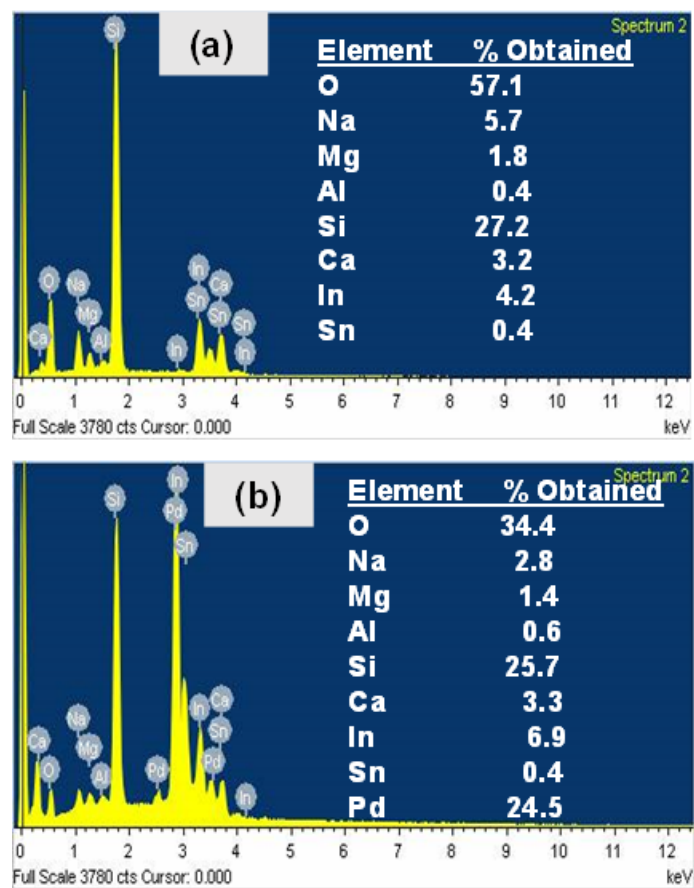 Spectrum 2
(a)
Element % Obtained
O 57.1
Na 5.7
Mg 1.8
Al 0.4
Si 27.2
Ca 3.2
In 4.2
Sn 0.4
Si
In
O Na Ca
Mg Sn Sn Sn
Ca Al In In
0 1 2 3 4 5 6 7 8 9 10 11 12
Full Scale 3780 cts Cursor: 0.000 keV
Spectrum 2
(b)
Element % Obtained
O 34.4
Na 2.8
Mg 1.4
Al 0.6
Si 25.7
Ca 3.3
In 6.9
Sn 0.4
Pd 24.5
In
Si Pd
Sn
Ca
Na In Sn
Ca Mg Pd
O Al Pd In
0 1 2 3 4 5 6 7 8 9 10 11 12
Full Scale 3780 cts Cursor: 0.000 keV